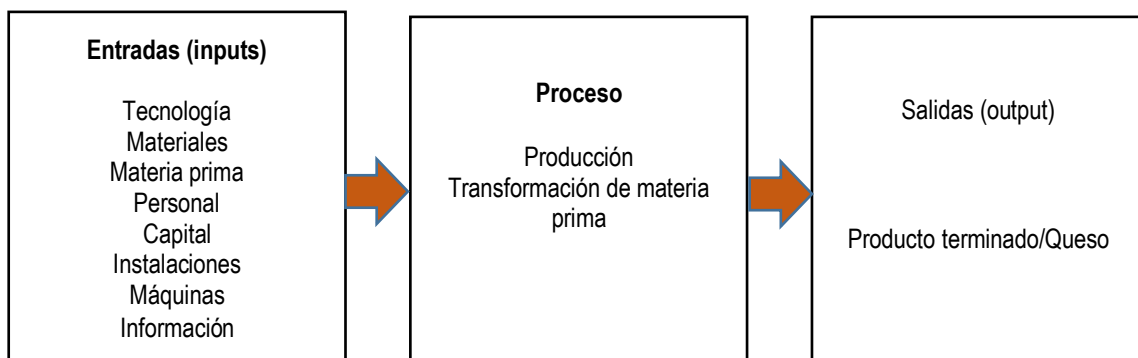 Entradas (inputs)
Tecnología
Materiales
Materia prima
Personal
Capital
Instalaciones
Máquinas
Información
Proceso
Producción
Transformación de materia
prima
Salidas (output)
Producto terminado/Queso